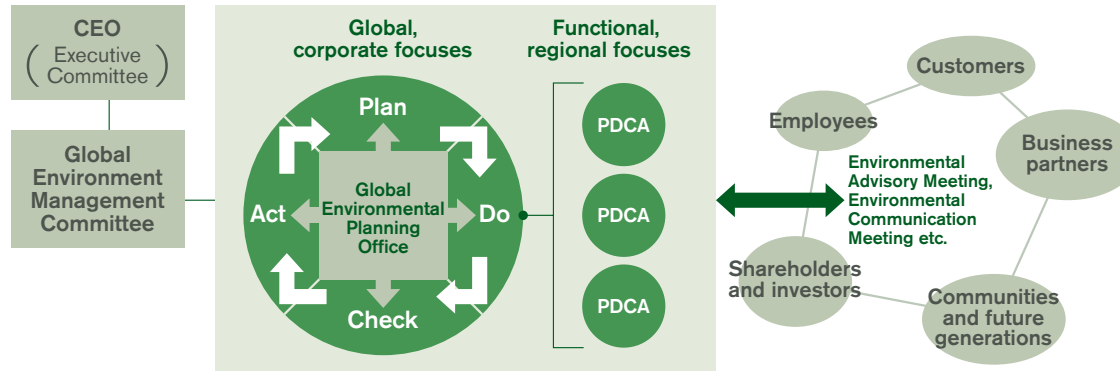 CEO
(Executive
Committee)
Global
Environment
Management
Committee
Global,
corporate focuses
Functional,
regional focuses
Plan
Do
Check
Act
Global
Environmental
Planning
Office
PDCA
PDCA
PDCA
Environmental
Advisory Meeting,
Environmental
Communication
Meeting etc.
Customers
Employees
Business
partners
Shareholders
and investors
Communities
and future
generations